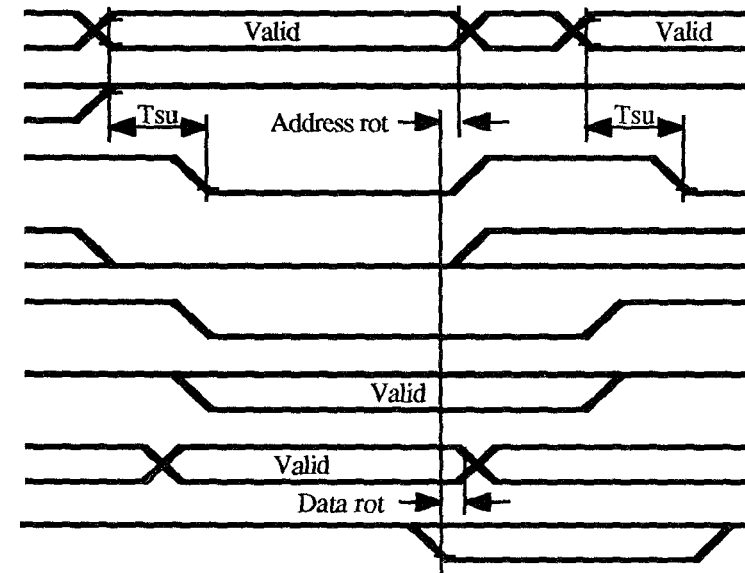 Valid
Valid
Tsu
Address rot
Tsu
Valid
Valid
Data rot